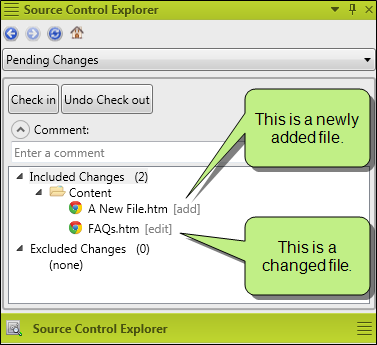 Source Control Explorer
Pending Changes
Check in Undo Check out
Comment:
Enter a comment
Included Changes (2)
Content
A New File.htm [add]
FAQs.htm [edit]
Excluded Changes (0)
(none)
This is a newly
added file.
This is a
changed file.
Source Control Explorer